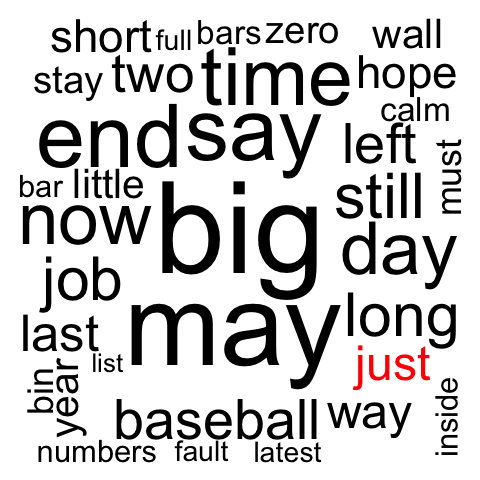 short full bars zero wall
stay two time hope
calm
end say left must
bar little still
now big day
job
may long
last just
list
bin year inside
baseball way
numbers fault latest